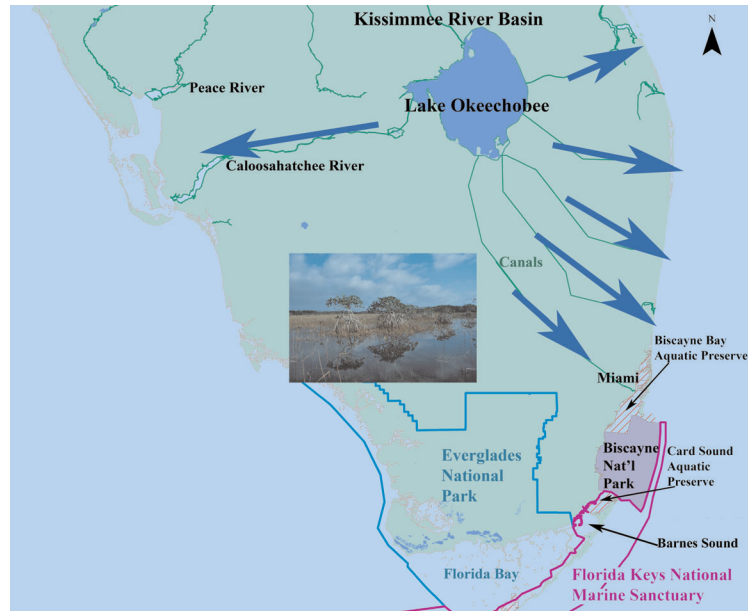 Kissimmee River Basin
N
Peace River
Lake Okeechobee
Caloosahatchee River
Canals
Biscayne Bay
Aquatic Preserve
Miami
Everglades
National
Park
Biscayne
Nat'l
Park
Card Sound
Aquatic
Preserve
Barnes Sound
Florida Bay
Florida Keys National
Marine Sanctuary